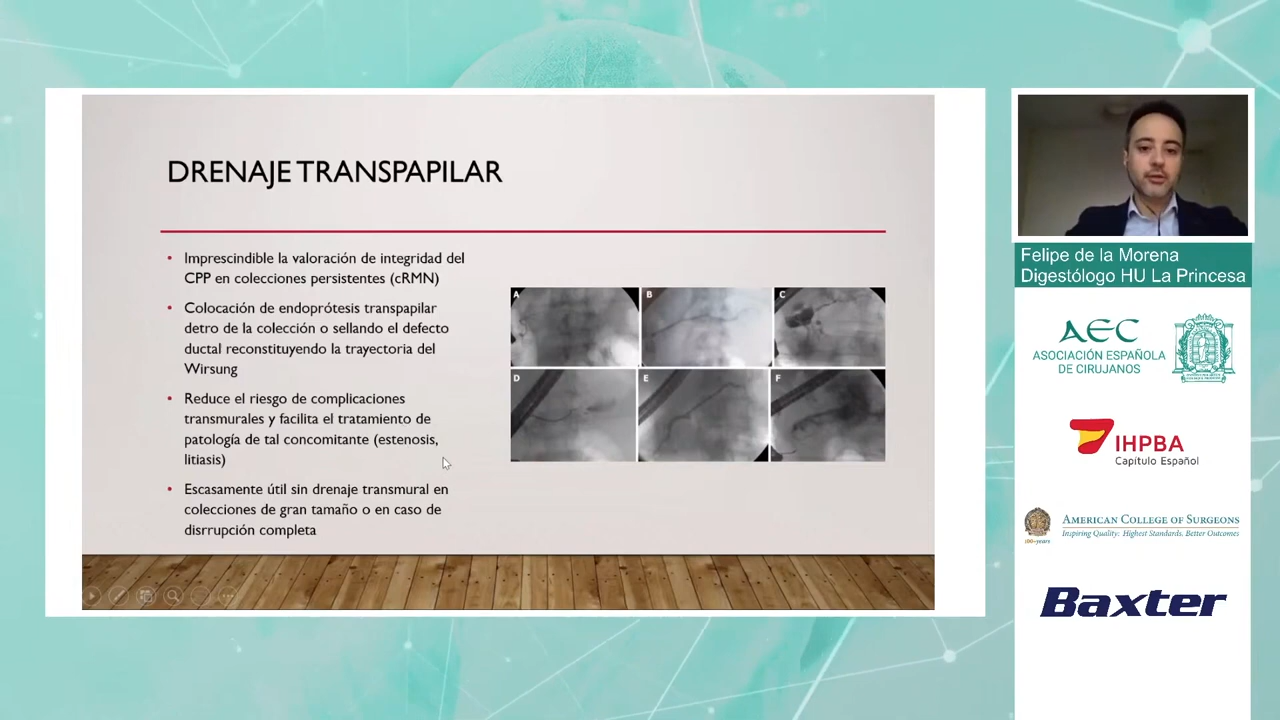 DRENAJE TRANSPAPILAR
• Imprescindible la valoración de integridad del
CPP en colecciones persistentes (cRMN)
• Colocación de endoprótesis transpapilar
detro de la colección o sellando el defecto
ductal reconstituyendo la trayectoria del
Wirsung
• Reduce el riesgo de complicaciones
transmurales y facilita el tratamiento de
patología de tal concomitante (estenosis,
litiasis)
• Escasamente útil sin drenaje transmural en
colecciones de gran tamaño o en caso de
disrrupción completa
A
B
C
D
E
F
Felipe de la Morena
Digestólogo HU La Princesa
AEC
ASOCIACIÓN ESPAÑOLA
DE CIRUJANOS
IHPBA
Capítulo Español
100+years
AMERICAN COLLEGE OF SURGEONS
Inspiring Quality: Highest Standards, Better Outcomes
Baxter